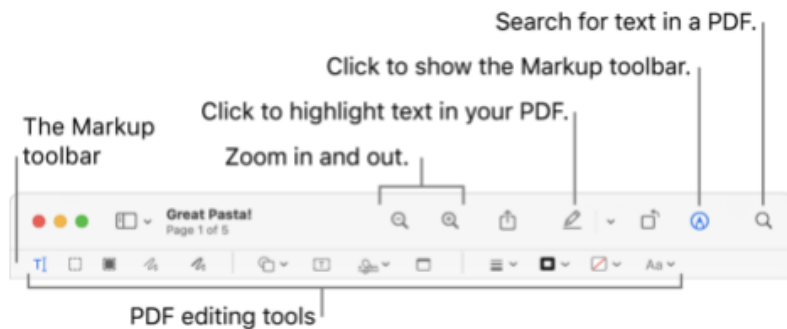 Search for text in a PDF.
Click to show the Markup toolbar.
Click to highlight text in your PDF.
The Markup
toolbar
Zoom in and out.
Great Pasta!
Page 1 of 5
Aa
PDF editing tools